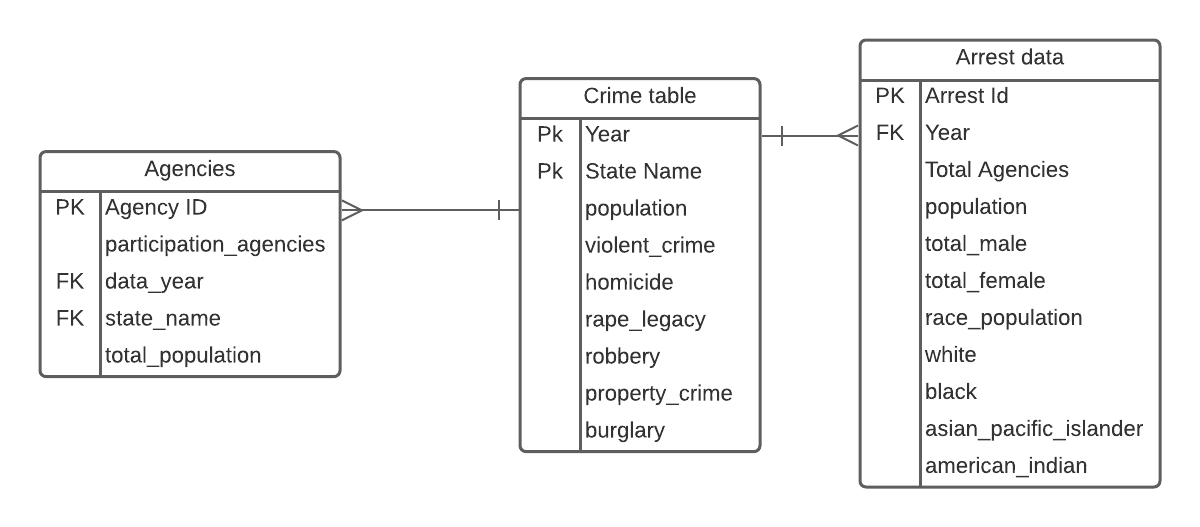 Agencies
PK Agency ID
participation_agencies
FK data_year
FK state_name
total_population
Crime table
Pk Year
Pk State Name
population
violent_crime
homicide
rape_legacy
robbery
property_crime
burglary
Arrest data
PK Arrest Id
FK Year
Total Agencies
population
total_male
total_female
race_population
white
black
asian_pacific_islander
american_indian